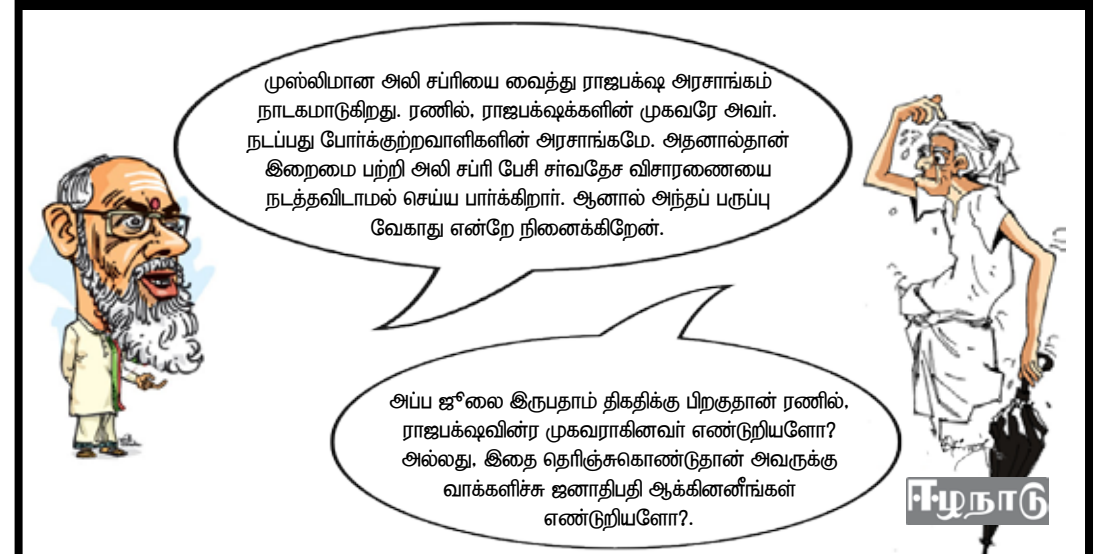 முஸ்லிமான அலி சப்ரியை வைத்து ராஜபக்ஷ அரசாங்கம்
நாடகமாடுகிறது. ரணில், ராஜபக்ஷக்களின் முகவரே அவர்.
நடப்பது போர்க்குற்றவாளிகளின் அரசாங்கமே. அதனால்தான்
இறைமை பற்றி அலி சப்ரி பேசி சர்வதேச விசாரணையை
நடத்தவிடாமல் செய்ய பார்க்கிறார். ஆனால் அந்தப் பருப்பு
வேகாது என்றே நினைக்கிறேன்.
அப்ப ஜூலை இருபதாம் திகதிக்கு பிறகுதான் ரணில்,
ராஜபக்ஷவின்ர முகவராகினவர் எண்டுறியளோ?
அல்லது, இதை தெரிஞ்சுகொண்டுதான் அவருக்கு
வாக்களிச்சு ஜனாதிபதி ஆக்கினனீங்கள்
எண்டுறியளோ?.
ஈழநாடு